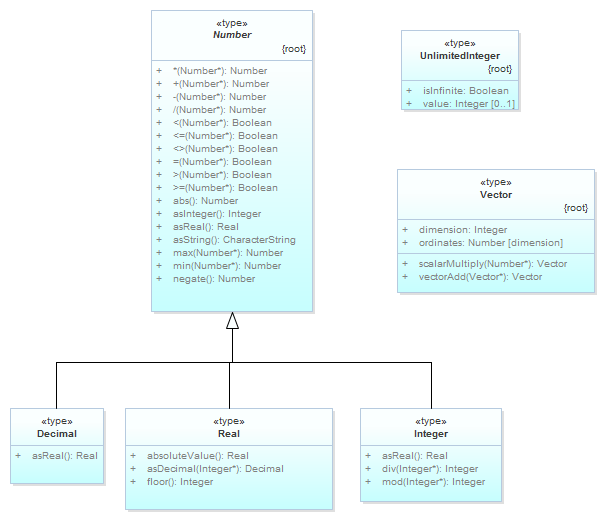 «type»
Number
{root}
+ *(Number*): Number
+ +(Number*): Number
+ -(Number*): Number
+ /(Number*): Number
+ <(Number*): Boolean
+ <=(Number*): Boolean
+ <>(Number*): Boolean
+ =(Number*): Boolean
+ >(Number*): Boolean
+ >=(Number*): Boolean
+ abs(): Number
+ asInteger(): Integer
+ asReal(): Real
+ asString(): CharacterString
+ max(Number*): Number
+ min(Number*): Number
+ negate(): Number
«type»
UnlimitedInteger
{root}
+ isInfinite: Boolean
+ value: Integer [0..1]
«type»
Vector
{root}
+ dimension: Integer
+ ordinates: Number [dimension]
+ scalarMultiply(Number*): Vector
+ vectorAdd(Vector*): Vector
«type»
Decimal
+ asReal(): Real
«type»
Real
+ absoluteValue(): Real
+ asDecimal(Integer*): Decimal
+ floor(): Integer
«type»
Integer
+ asReal(): Real
+ div(Integer*): Integer
+ mod(Integer*): Integer